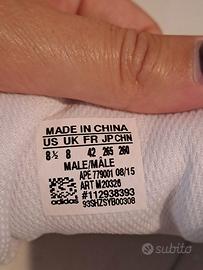 MADE IN CHINA
US UK FR JP CHN
8½ 8 42 265 260
MALE/MÂLE
APE 779001 08/15
ART M20326
#112938393
93SHZSYB00308
adidas
subito